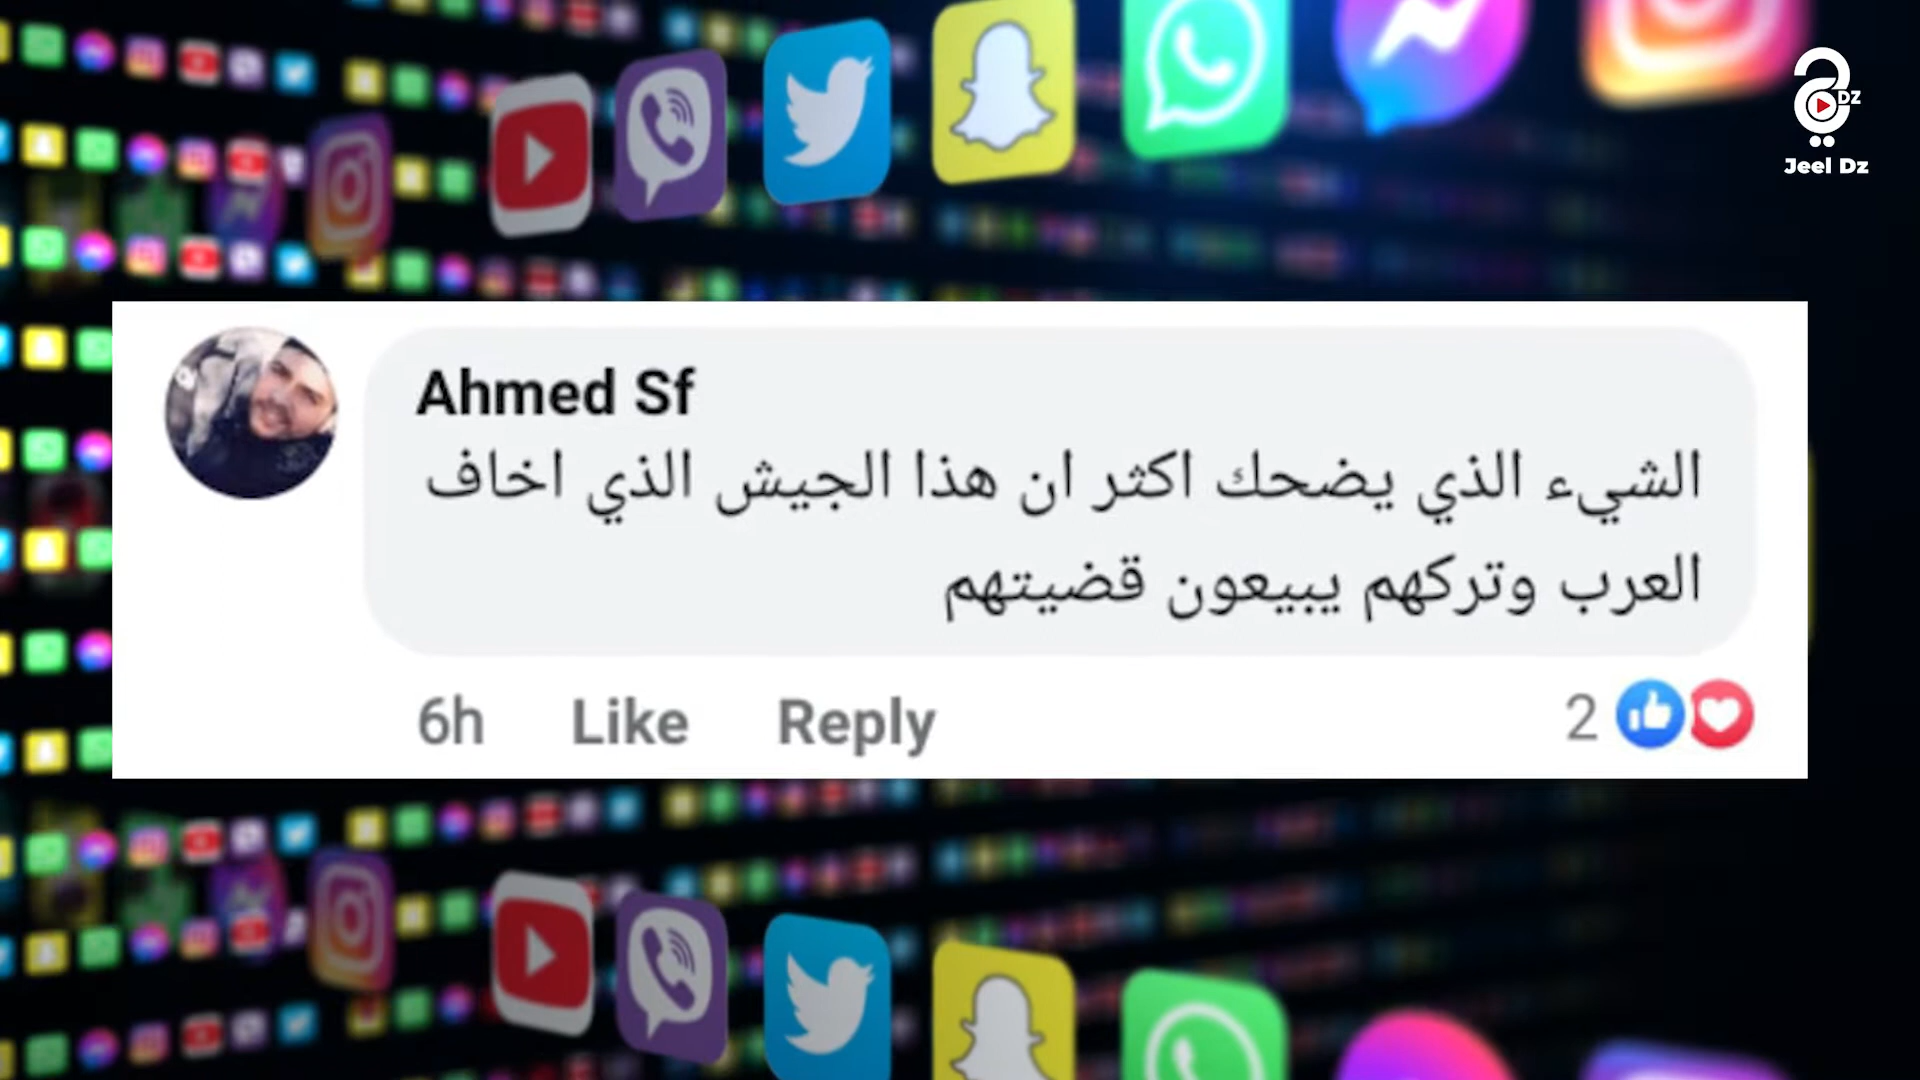 DZ
Jeel Dz
Ahmed Sf
الشيء الذي يضحك اكثر ان هذا الجيش الذي اخاف
العرب وتركهم يبيعون قضيتهم
6h Like Reply 2